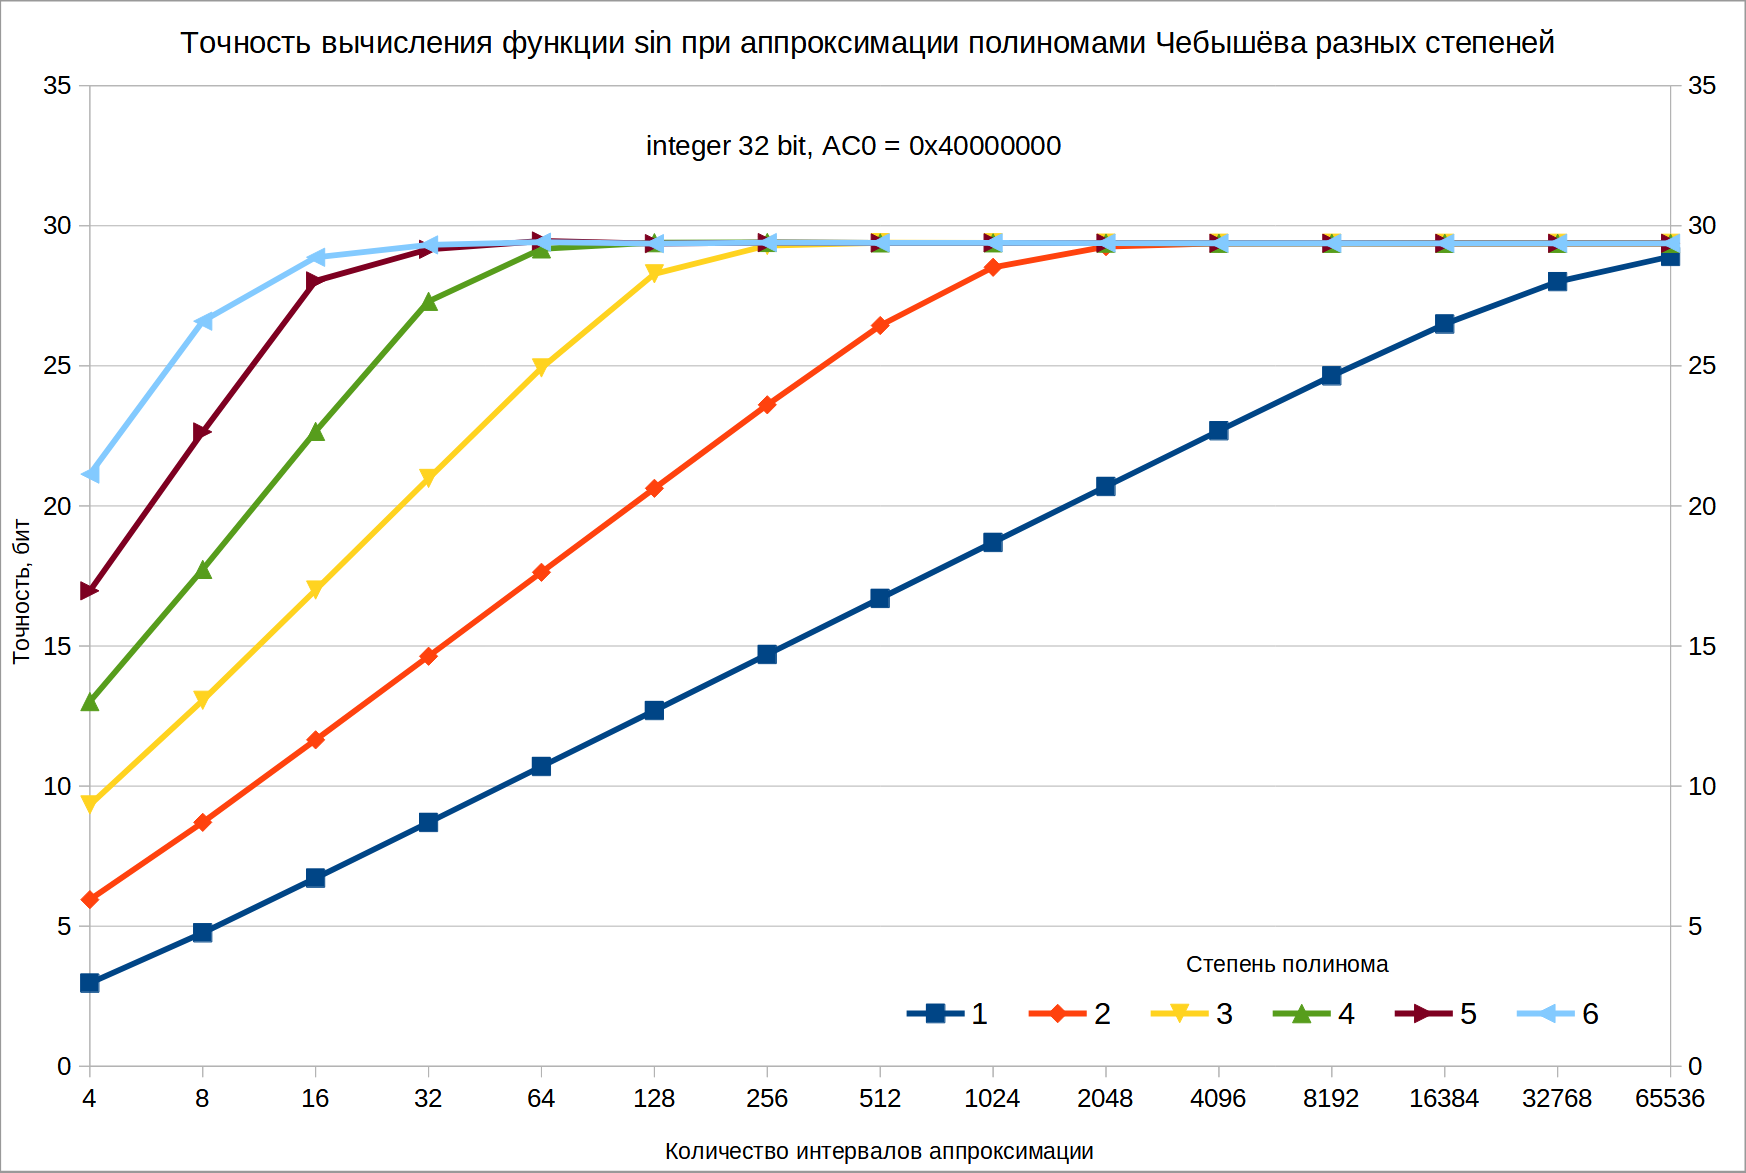 Точность вычисления функции sin при аппроксимации полиномами Чебышёва разных степеней
integer 32 bit, AC0 = 0x40000000
35 35
30 30
25 25
20 20
15 15
10 10
5 5
0 0
Точность, бит
Степень полинома
1 2 3 4 5 6
4 8 16 32 64 128 256 512 1024 2048 4096 8192 16384 32768 65536
Количество интервалов аппроксимации